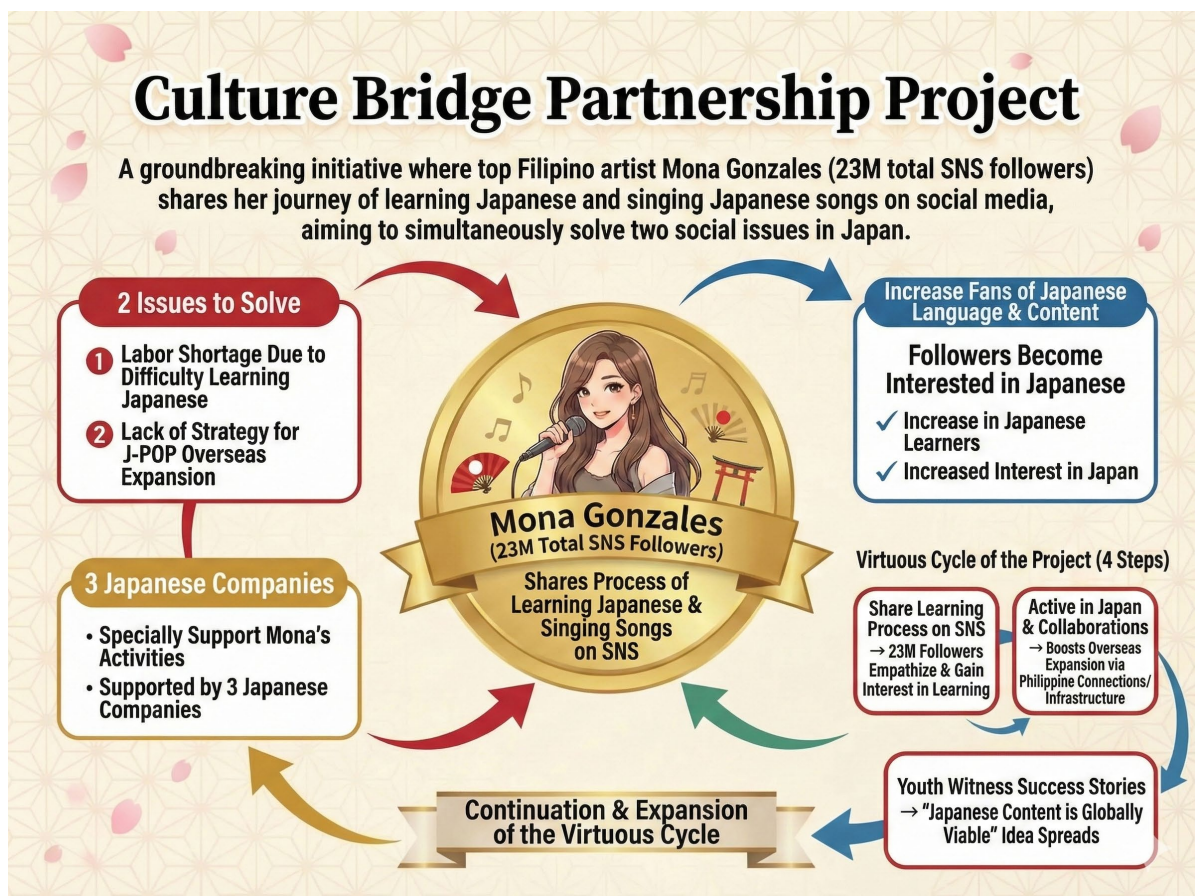 Culture Bridge Partnership Project
A groundbreaking initiative where top Filipino artist Mona Gonzales (23M total SNS followers)
shares her journey of learning Japanese and singing Japanese songs on social media,
aiming to simultaneously solve two social issues in Japan.
2 Issues to Solve
1 Labor Shortage Due to
Difficulty Learning
Japanese
2 Lack of Strategy for
J-POP Overseas
Expansion
3 Japanese Companies
• Specially Support Mona's
Activities
• Supported by 3 Japanese
Companies
Mona Gonzales
(23M Total SNS Followers)
Shares Process of
Learning Japanese &
Singing Songs
on SNS
Increase Fans of Japanese
Language & Content
Followers Become
Interested in Japanese
✓ Increase in Japanese
Learners
✓ Increased Interest in Japan
Virtuous Cycle of the Project (4 Steps)
Share Learning
Process on SNS
→ 23M Followers
Empathize & Gain
Interest in Learning
Active in Japan
& Collaborations
→ Boosts Overseas
Expansion via
Philippine Connections/
Infrastructure
Youth Witness Success Stories
→ "Japanese Content is Globally
Viable" Idea Spreads
Continuation & Expansion
of the Virtuous Cycle